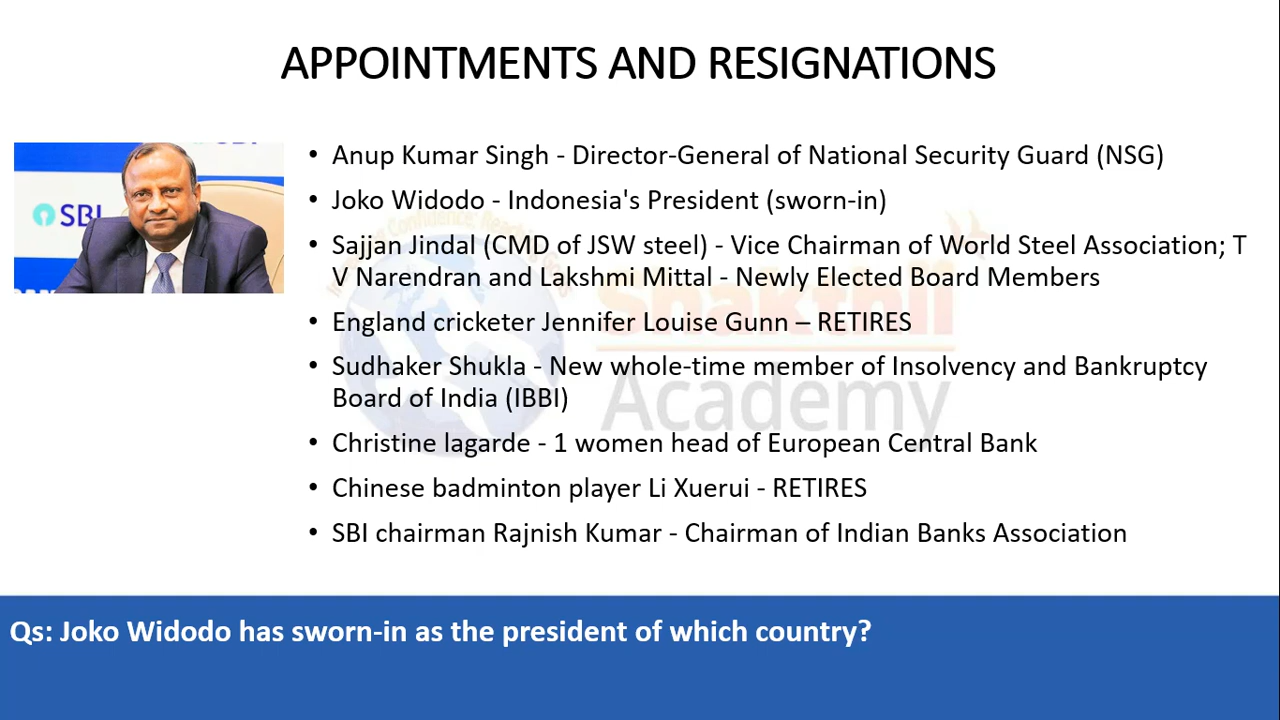 APPOINTMENTS AND RESIGNATIONS
SBI
• Anup Kumar Singh - Director-General of National Security Guard (NSG)
• Joko Widodo - Indonesia's President (sworn-in)
• Sajjan Jindal (CMD of JSW steel) - Vice Chairman of World Steel Association; T
V Narendran and Lakshmi Mittal - Newly Elected Board Members
• England cricketer Jennifer Louise Gunn – RETIRES
• Sudhaker Shukla - New whole-time member of Insolvency and Bankruptcy
Board of India (IBBI)
• Christine lagarde - 1 women head of European Central Bank
• Chinese badminton player Li Xuerui - RETIRES
• SBI chairman Rajnish Kumar - Chairman of Indian Banks Association
Academy
Qs: Joko Widodo has sworn-in as the president of which country?